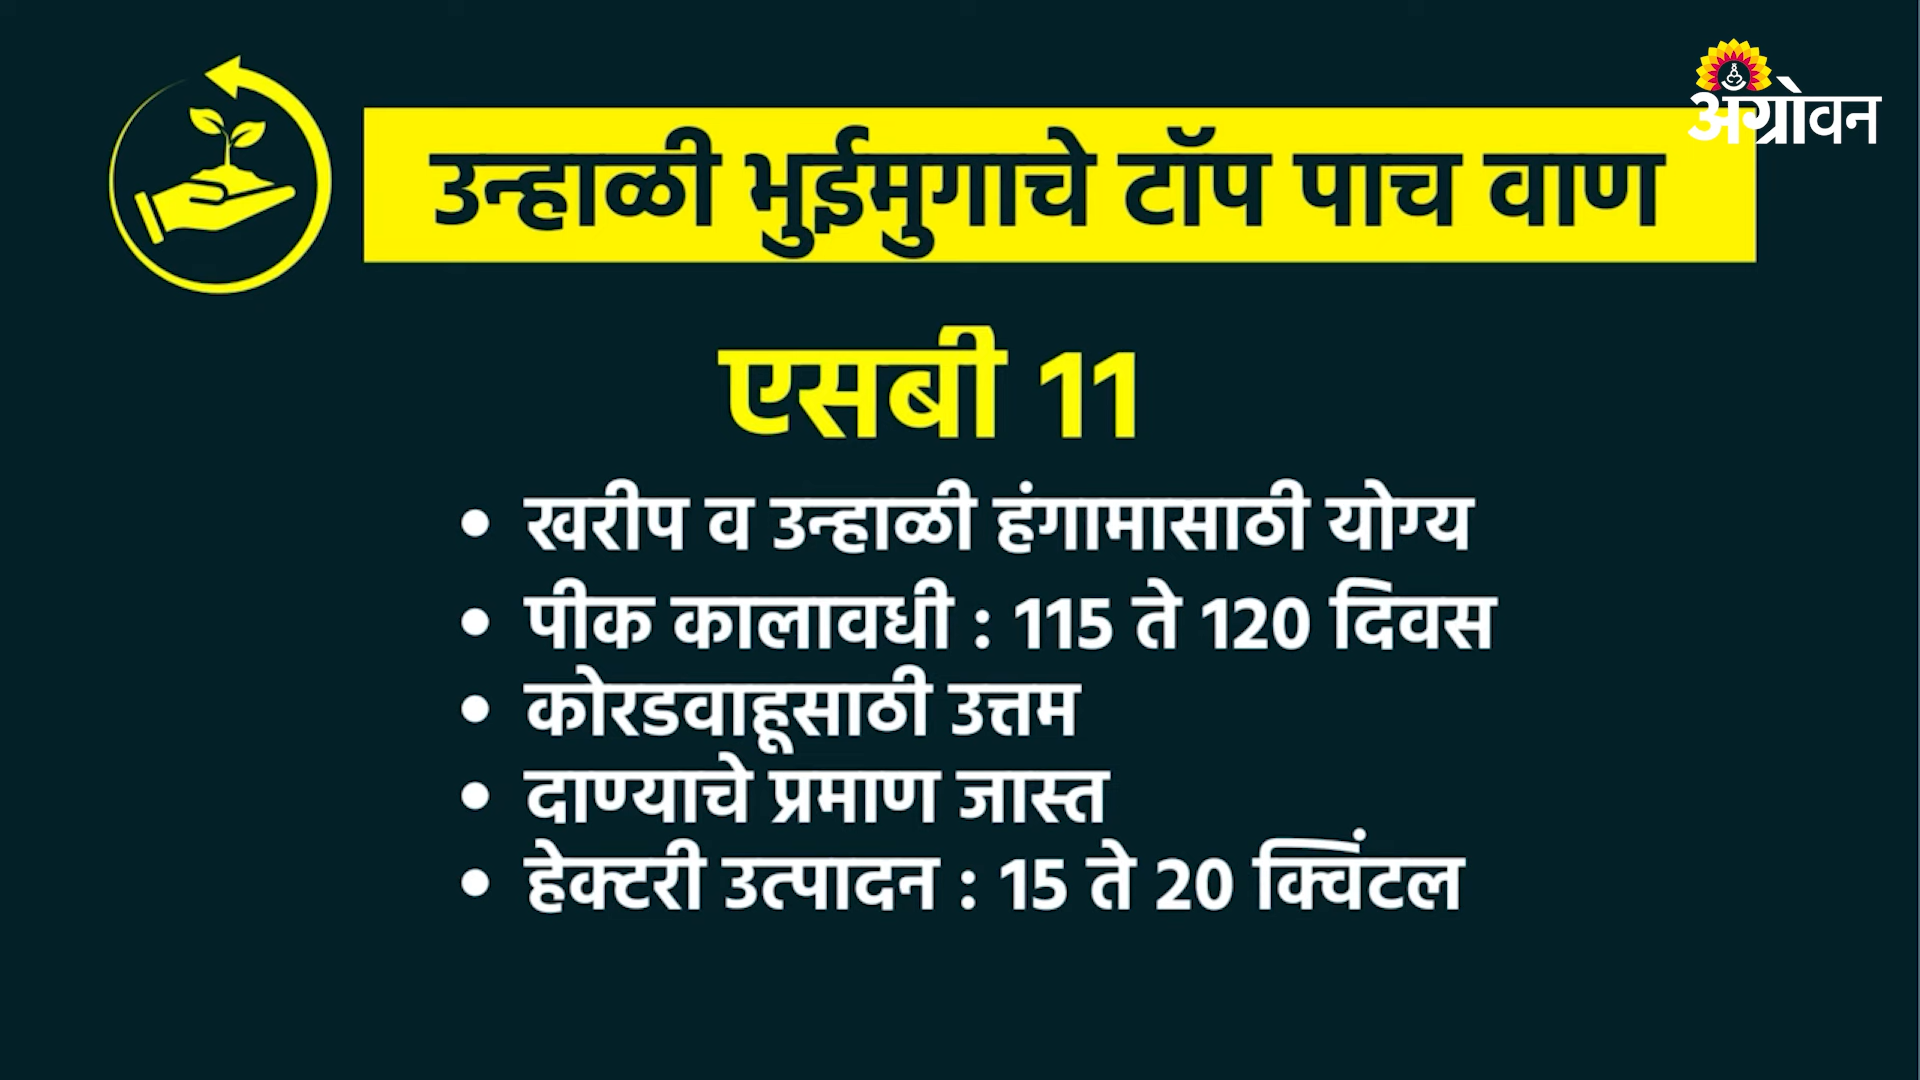 अॅग्रोवन
उन्हाळी भुईमुगाचे टॉप पाच वाण
एसबी 11
• खरीप व उन्हाळी हंगामासाठी योग्य
• पीक कालावधी : 115 ते 120 दिवस
• कोरडवाहूसाठी उत्तम
• दाण्याचे प्रमाण जास्त
• हेक्टरी उत्पादन : 15 ते 20 क्विंटल